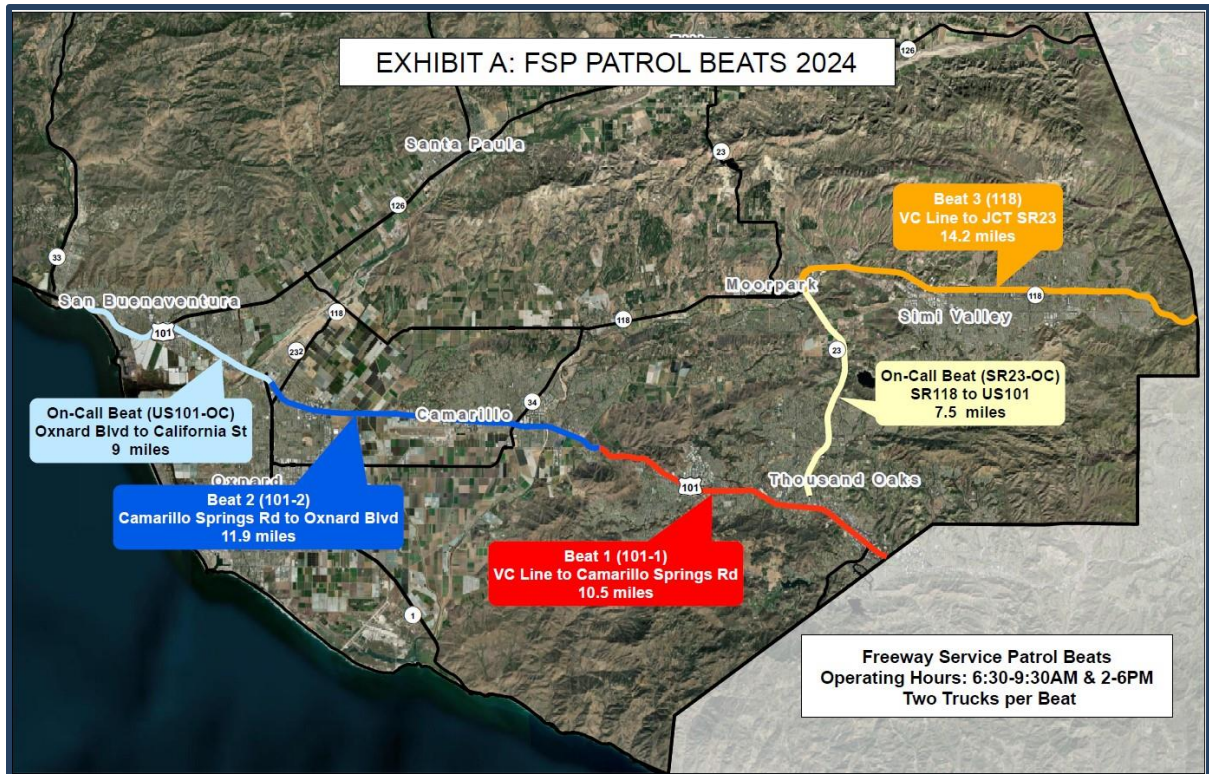 EXHIBIT A: FSP PATROL BEATS 2024
126
Santa Paula
23
126
33
Beat 3 (118)
VC Line to JCT SR23
14.2 miles
San Buenaventura
101
118
232
Moorpark
118
118
Simi Valley
23
On-Call Beat (SR23-OC)
SR118 to US101
7.5 miles
On-Call Beat (US101-OC)
Oxnard Blvd to California St
9 miles
Camarillo
34
Oxnard
101
Thousand Oaks
Beat 2 (101-2)
Camarillo Springs Rd to Oxnard Blvd
11.9 miles
Beat 1 (101-1)
VC Line to Camarillo Springs Rd
10.5 miles
1
Freeway Service Patrol Beats
Operating Hours: 6:30-9:30AM & 2-6PM
Two Trucks per Beat